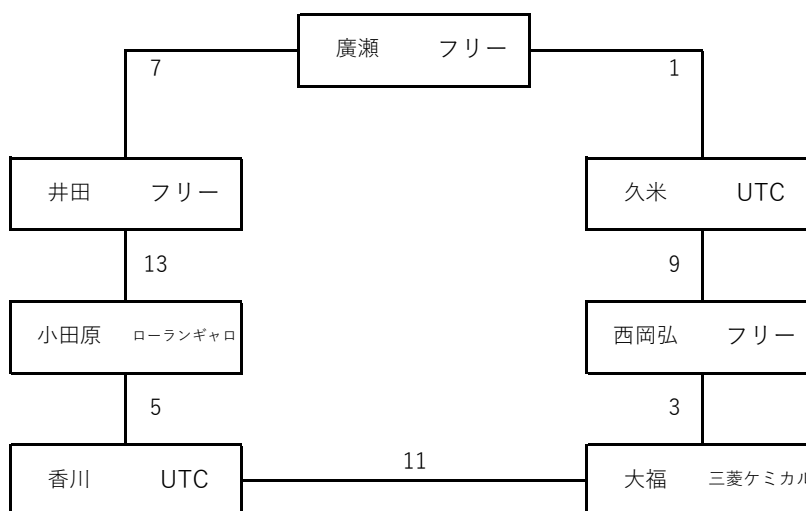 廣瀬 フリー
7 1
井田 フリー 久米 UTC
13 9
小田原 ローランギャロ 西岡弘 フリー
5 3
11
香川 UTC 大福 三菱ケミカル